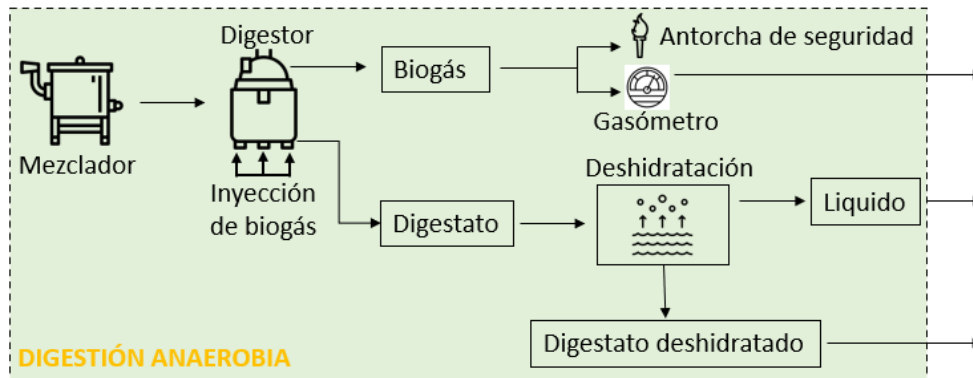 Digestor
Antorcha de seguridad
Biogás
Gasómetro
Mezclador
Inyección
de biogás
Deshidratación
Digestato
Liquido
Digestato deshidratado
DIGESTIÓN ANAEROBIA